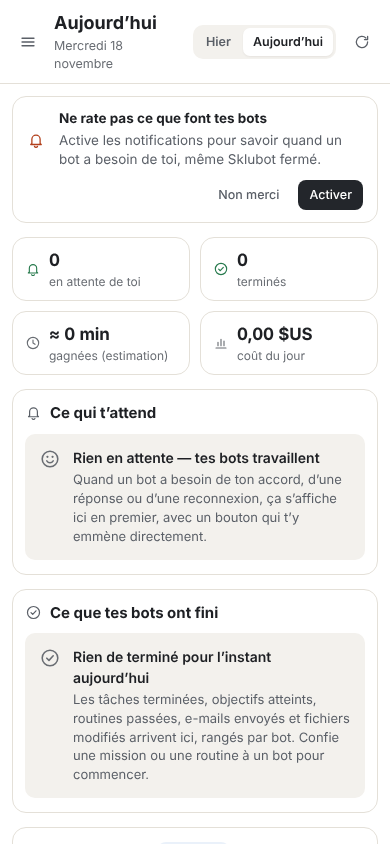 Aujourd’hui
Mercredi 18
novembre
Hier
Aujourd’hui
Ne rate pas ce que font tes bots
Active les notifications pour savoir quand un
bot a besoin de toi, même Sklubot fermé.
Non merci
Activer
0
en attente de toi
0
terminés
≈ 0 min
gagnées (estimation)
0,00 $US
coût du jour
Ce qui t’attend
Rien en attente — tes bots travaillent
Quand un bot a besoin de ton accord, d’une
réponse ou d’une reconnexion, ça s’affiche
ici en premier, avec un bouton qui t’y
emmène directement.
Ce que tes bots ont fini
Rien de terminé pour l’instant
aujourd’hui
Les tâches terminées, objectifs atteints,
routines passées, e-mails envoyés et fichiers
modifiés arrivent ici, rangés par bot. Confie
une mission ou une routine à un bot pour
commencer.